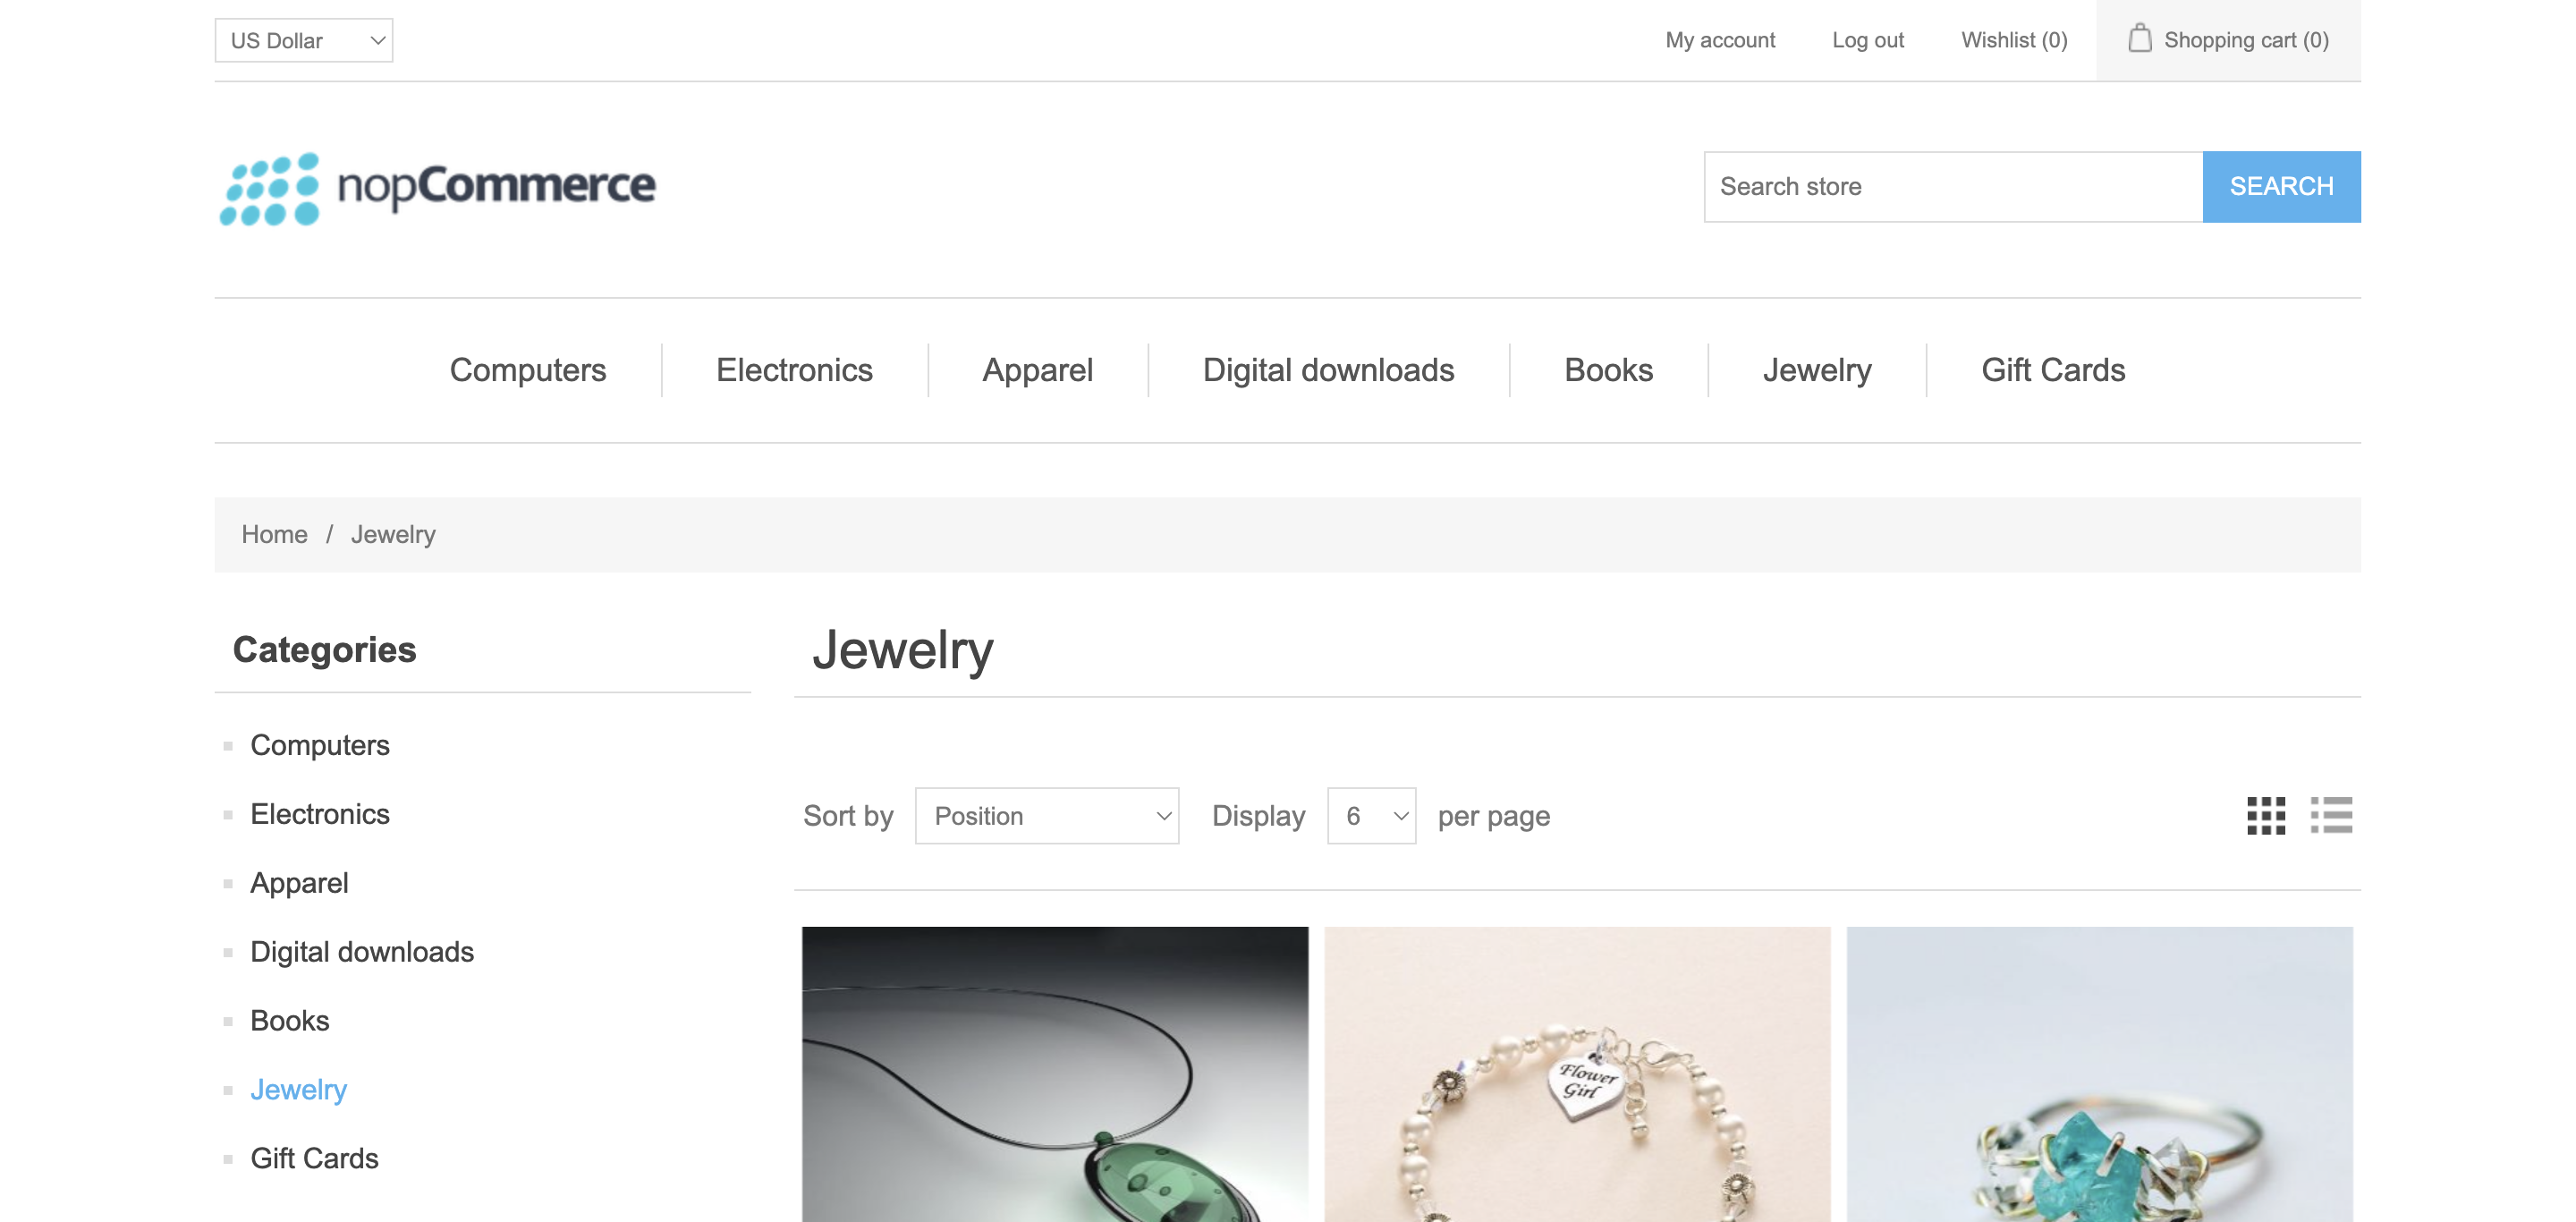 US Dollar
My account
Log out
Wishlist (0)
Shopping cart (0)
nopCommerce
Search store
SEARCH
Computers
Electronics
Apparel
Digital downloads
Books
Jewelry
Gift Cards
Home / Jewelry
Categories
Computers
Electronics
Apparel
Digital downloads
Books
Jewelry
Gift Cards
Jewelry
Sort by Position Display 6 per page
Flower
Girl